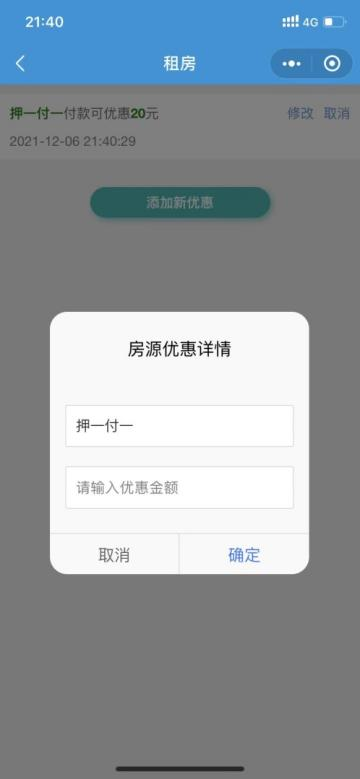 21:40
4G
租房
押一付一付款可优惠20元
修改 取消
2021-12-06 21:40:29
添加新优惠
房源优惠详情
押一付一
请输入优惠金额
取消 确定